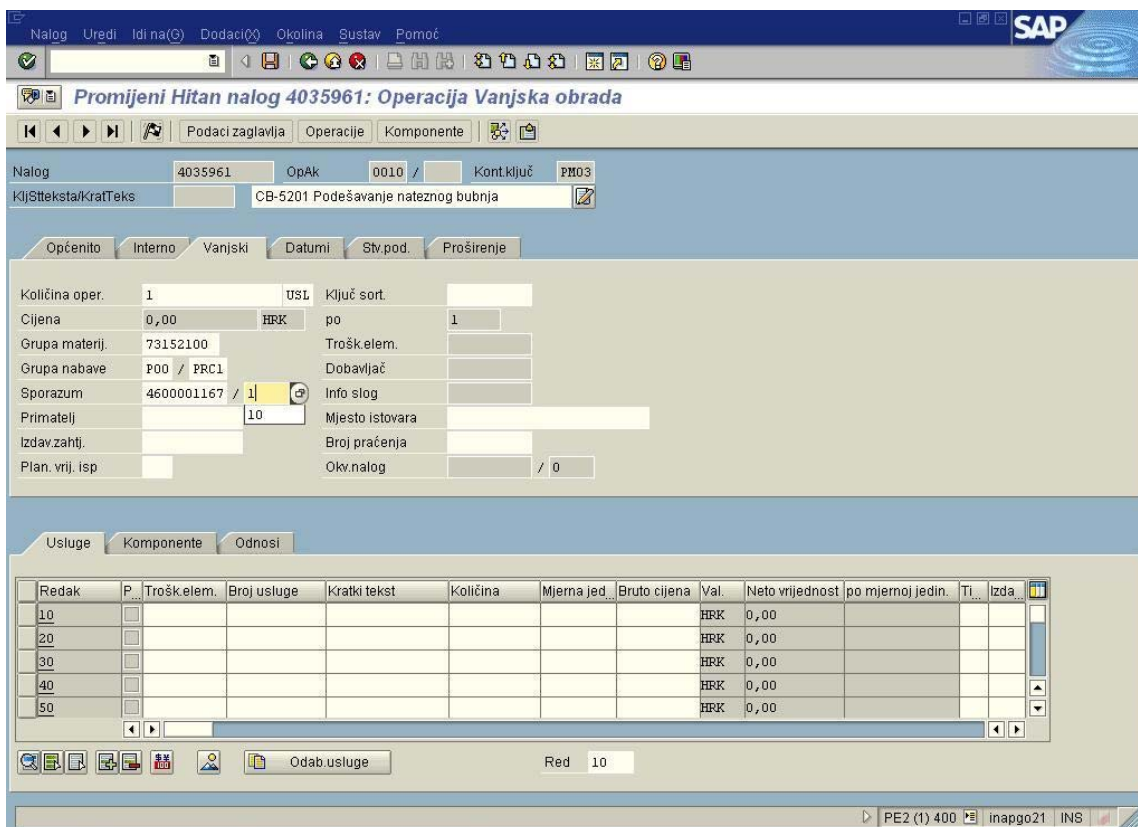 Nalog Uredi Idi na(G) Dodaci(X) Okolina Sustav Pomoć
SAP
Promijeni Hitan nalog 4035961: Operacija Vanjska obrada
Podaci zaglavlja Operacije Komponente
Nalog 4035961 OpAk 0010 / Kont.ključ PM03
KljStteksta/KratTeks CB-5201 Podešavanje nateznog bubnja
Općenito Interno Vanjski Datumi Stv.pod. Proširenje
Količina oper. 1 USL Ključ sort.
Cijena 0,00 HRK po 1
Grupa materij. 73152100 Trošk.elem.
Grupa nabave P00 / PRC1 Dobavljač
Sporazum 4600001167 / 1 Info slog
Primatelj 10 Mjesto istovara
Izdav.zahtj. Broj praćenja
Plan. vrij. isp Okv.nalog / 0
Usluge Komponente Odnosi
Redak P... Trošk.elem. Broj usluge Kratki tekst Količina Mjerna jed... Bruto cijena Val. Neto vrijednost po mjernoj jedin. Ti... Izda...
10 HRK 0,00
20 HRK 0,00
30 HRK 0,00
40 HRK 0,00
50 HRK 0,00
Odab.usluge Red 10
PE2 (1) 400 inapgo21 INS